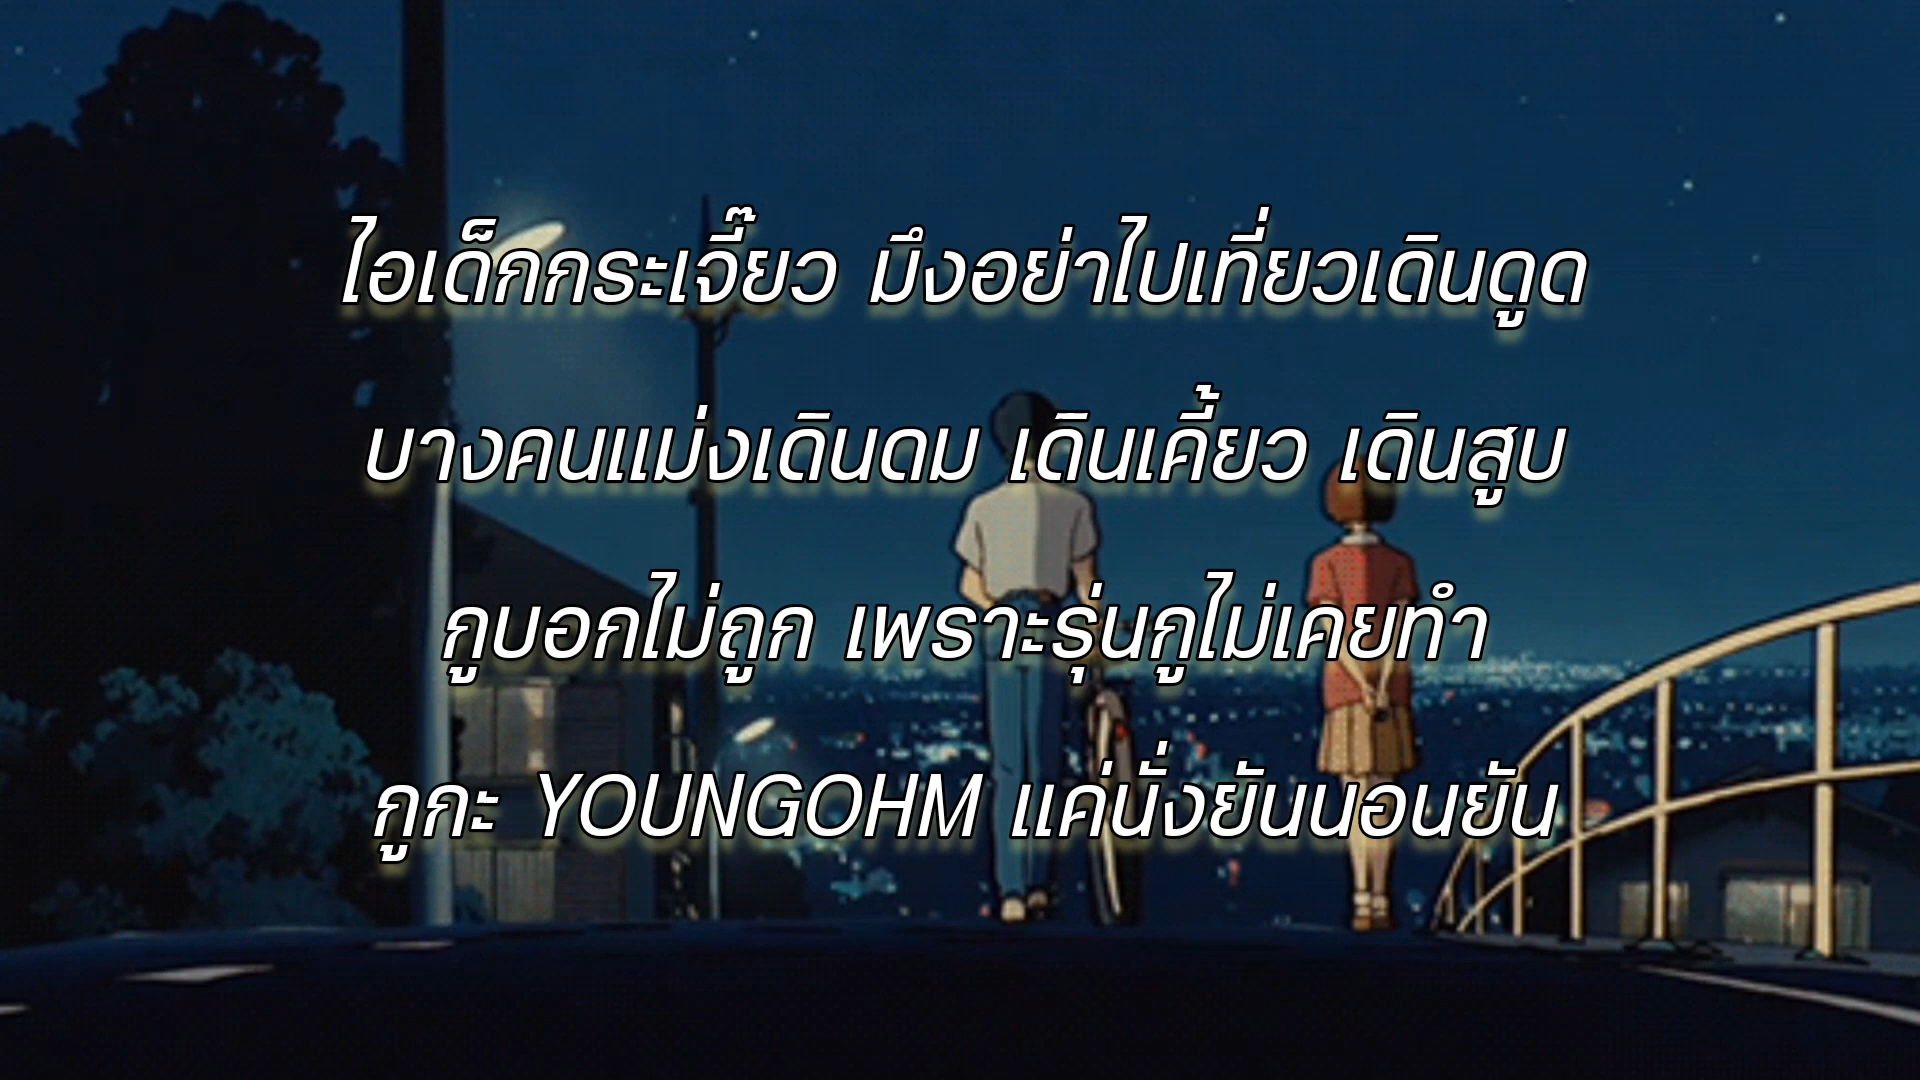 ไอเด็กกระเจี๊ยว มึงอย่าไปเที่ยวเดินดูด
บางคนแม่งเดินดม เดินเคี้ยว เดินสูบ
กูบอกไม่ถูก เพราะรุ่นกูไม่เคยทำ
กูกะ YOUNGOHM แค่นั่งยันนอนยัน